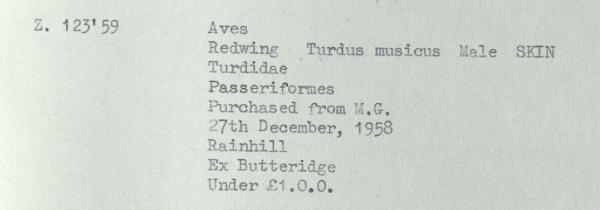 Z. 123'59 Aves
Redwing Turdus musicus Male SKIN
Turdidae
Passeriformes
Purchased from M.G.
27th December, 1958
Rainhill
Ex Butteridge
Under £1.0.0.